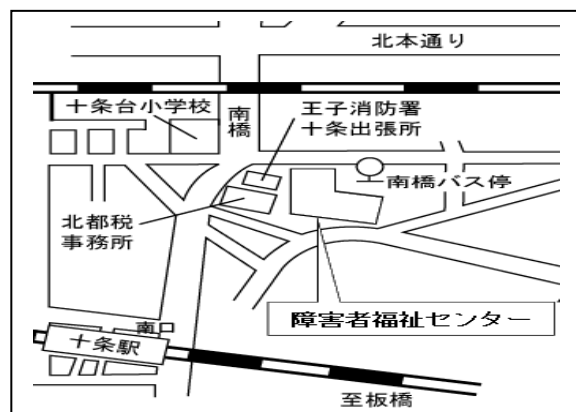 北本通り
十条台小学校
南橋
王子消防署
十条出張所
南橋バス停
北都税
事務所
障害者福祉センター
南
十条駅
至板橋